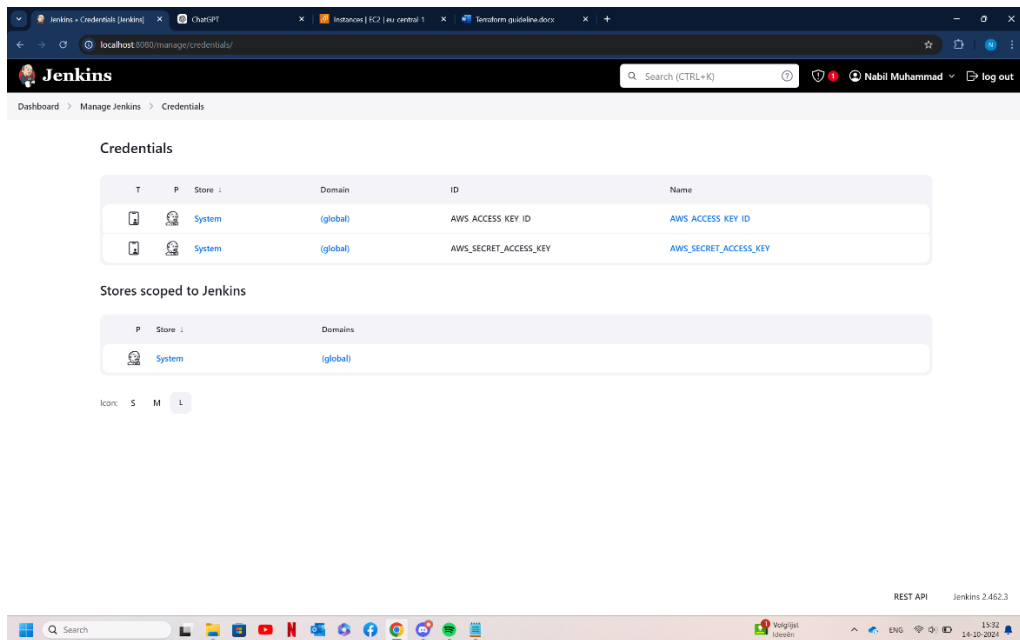 Jenkins » Credentials [Jenkins]
ChatGPT
Instances | EC2 | eu-central-1
Terraform guideline.docx
localhost:8080/manage/credentials/
N
Jenkins
Search (CTRL+K)
1
Nabil Muhammad
log out
Dashboard > Manage Jenkins > Credentials
Credentials
T P Store ↓ Domain ID Name
System (global) AWS_ACCESS_KEY_ID AWS_ACCESS_KEY_ID
System (global) AWS_SECRET_ACCESS_KEY AWS_SECRET_ACCESS_KEY
Stores scoped to Jenkins
P Store ↓ Domains
System (global)
Icon: S M L
REST API Jenkins 2.462.3
Search
1
Volglijst
Ideeën
ENG
15:32
14-10-2024